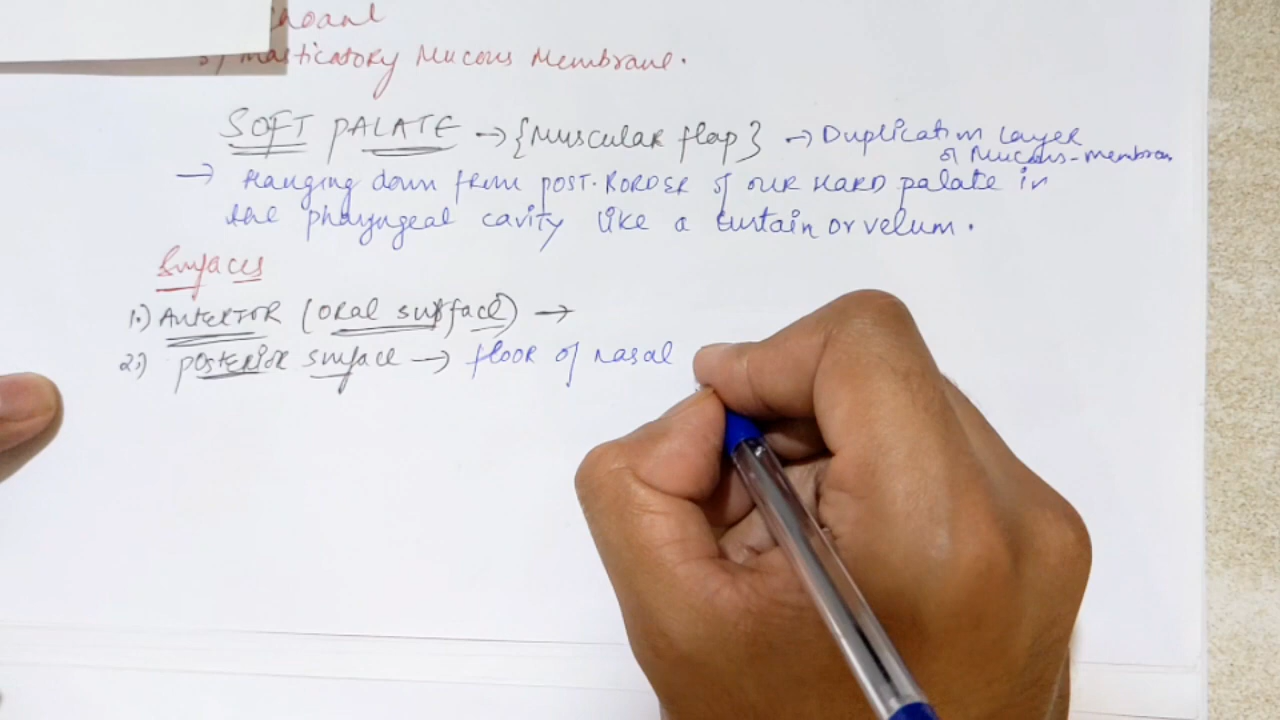 Masticatory Mucous Membrane.
SOFT PALATE → {Muscular flap} → Duplication Layer
of Mucous-membran
→ Hanging down from POST. BORDER of our HARD palate in
the pharyngeal cavity like a curtain or velum.
Surfaces
1.) ANTERIOR (oral surface) →
2.) posterior surface → floor of nasal